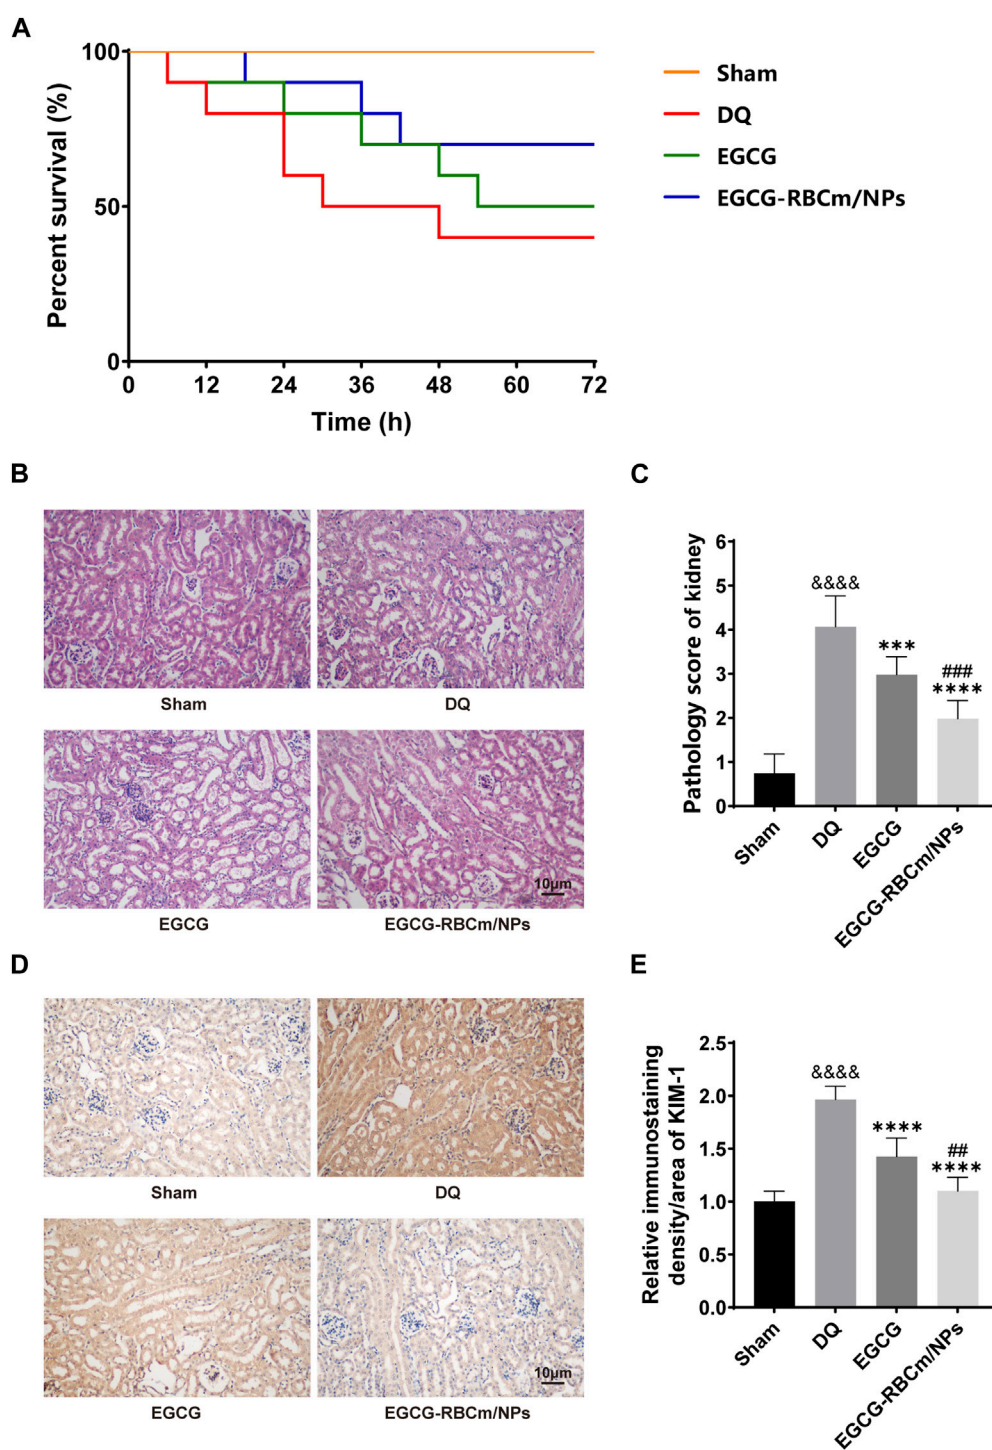 A
Percent survival (%)
100
50
0
0 12 24 36 48 60 72
Time (h)
Sham
DQ
EGCG
EGCG-RBCm/NPs
B
Sham
DQ
EGCG
EGCG-RBCm/NPs
10μm
C
Pathology score of kidney
6
5
4
3
2
1
0
&&&&
***
###
****
Sham
DQ
EGCG
EGCG-RBCm/NPs
D
Sham
DQ
EGCG
EGCG-RBCm/NPs
10μm
E
Relative immunostaining
density/area of KIM-1
2.5
2.0
1.5
1.0
0.5
0.0
&&&&
****
##
****
Sham
DQ
EGCG
EGCG-RBCm/NPs